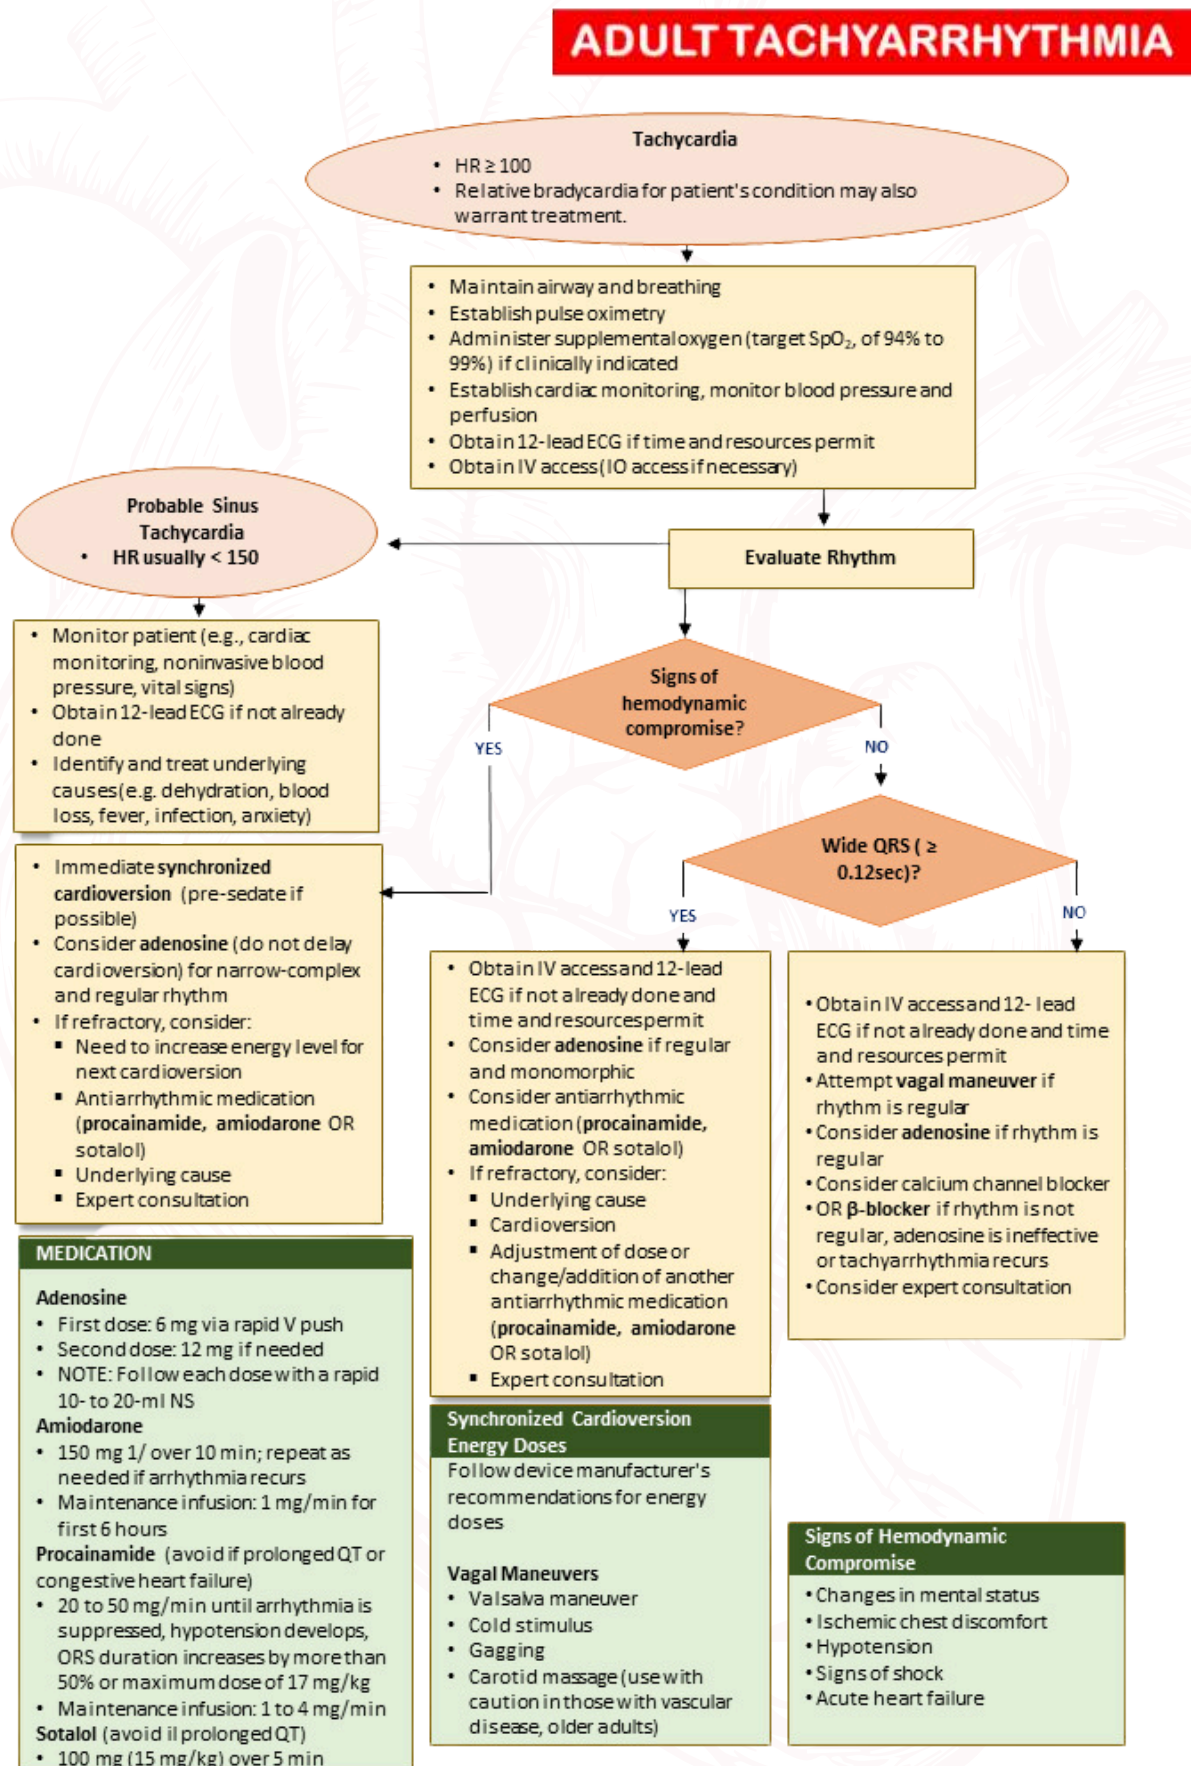 ADULT TACHYARRHYTHMIA
Tachycardia
• HR ≥ 100
• Relative bradycardia for patient's condition may also
warrant treatment.
• Maintain airway and breathing
• Establish pulse oximetry
• Administer supplemental oxygen (target SpO₂, of 94% to
99%) if clinically indicated
• Establish cardiac monitoring, monitor blood pressure and
perfusion
• Obtain 12-lead ECG if time and resources permit
• Obtain IV access (IO access if necessary)
Probable Sinus
Tachycardia
• HR usually < 150
Evaluate Rhythm
• Monitor patient (e.g., cardiac
monitoring, noninvasive blood
pressure, vital signs)
• Obtain 12-lead ECG if not already
done
• Identify and treat underlying
causes (e.g. dehydration, blood
loss, fever, infection, anxiety)
Signs of
hemodynamic
compromise?
YES
NO
Wide QRS ( ≥
0.12sec)?
YES
NO
• Immediate synchronized
cardioversion (pre-sedate if
possible)
• Consider adenosine (do not delay
cardioversion) for narrow-complex
and regular rhythm
• If refractory, consider:
▪ Need to increase energy level for
next cardioversion
▪ Antiarrhythmic medication
(procainamide, amiodarone OR
sotalol)
▪ Underlying cause
▪ Expert consultation
• Obtain IV access and 12-lead
ECG if not already done and
time and resources permit
• Consider adenosine if regular
and monomorphic
• Consider antiarrhythmic
medication (procainamide,
amiodarone OR sotalol)
• If refractory, consider:
▪ Underlying cause
▪ Cardioversion
▪ Adjustment of dose or
change/addition of another
antiarrhythmic medication
(procainamide, amiodarone
OR sotalol)
▪ Expert consultation
• Obtain IV access and 12- lead
ECG if not already done and time
and resources permit
• Attempt vagal maneuver if
rhythm is regular
• Consider adenosine if rhythm is
regular
• Consider calcium channel blocker
• OR β-blocker if rhythm is not
regular, adenosine is ineffective
or tachyarrhythmia recurs
• Consider expert consultation
MEDICATION
Adenosine
• First dose: 6 mg via rapid V push
• Second dose: 12 mg if needed
• NOTE: Follow each dose with a rapid
10- to 20-ml NS
Amiodarone
• 150 mg 1/ over 10 min; repeat as
needed if arrhythmia recurs
• Maintenance infusion: 1 mg/min for
first 6 hours
Procainamide (avoid if prolonged QT or
congestive heart failure)
• 20 to 50 mg/min until arrhythmia is
suppressed, hypotension develops,
ORS duration increases by more than
50% or maximum dose of 17 mg/kg
• Maintenance infusion: 1 to 4 mg/min
Sotalol (avoid il prolonged QT)
• 100 mg (15 mg/kg) over 5 min
Synchronized Cardioversion
Energy Doses
Follow device manufacturer's
recommendations for energy
doses
Vagal Maneuvers
• Valsalva maneuver
• Cold stimulus
• Gagging
• Carotid massage (use with
caution in those with vascular
disease, older adults)
Signs of Hemodynamic
Compromise
• Changes in mental status
• Ischemic chest discomfort
• Hypotension
• Signs of shock
• Acute heart failure